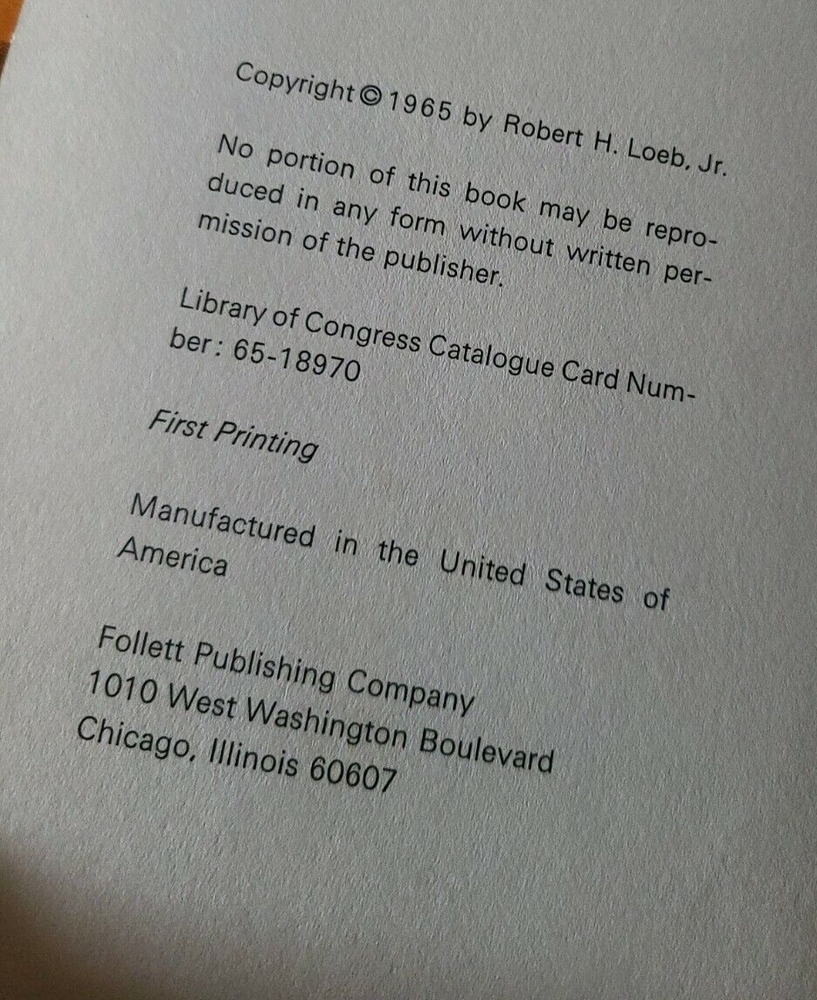 Copyright © 1965 by Robert H. Loeb, Jr.
No portion of this book may be repro-
duced in any form without written per-
mission of the publisher.
Library of Congress Catalogue Card Num-
ber: 65-18970
First Printing
Manufactured in the United States of
America
Follett Publishing Company
1010 West Washington Boulevard
Chicago, Illinois 60607